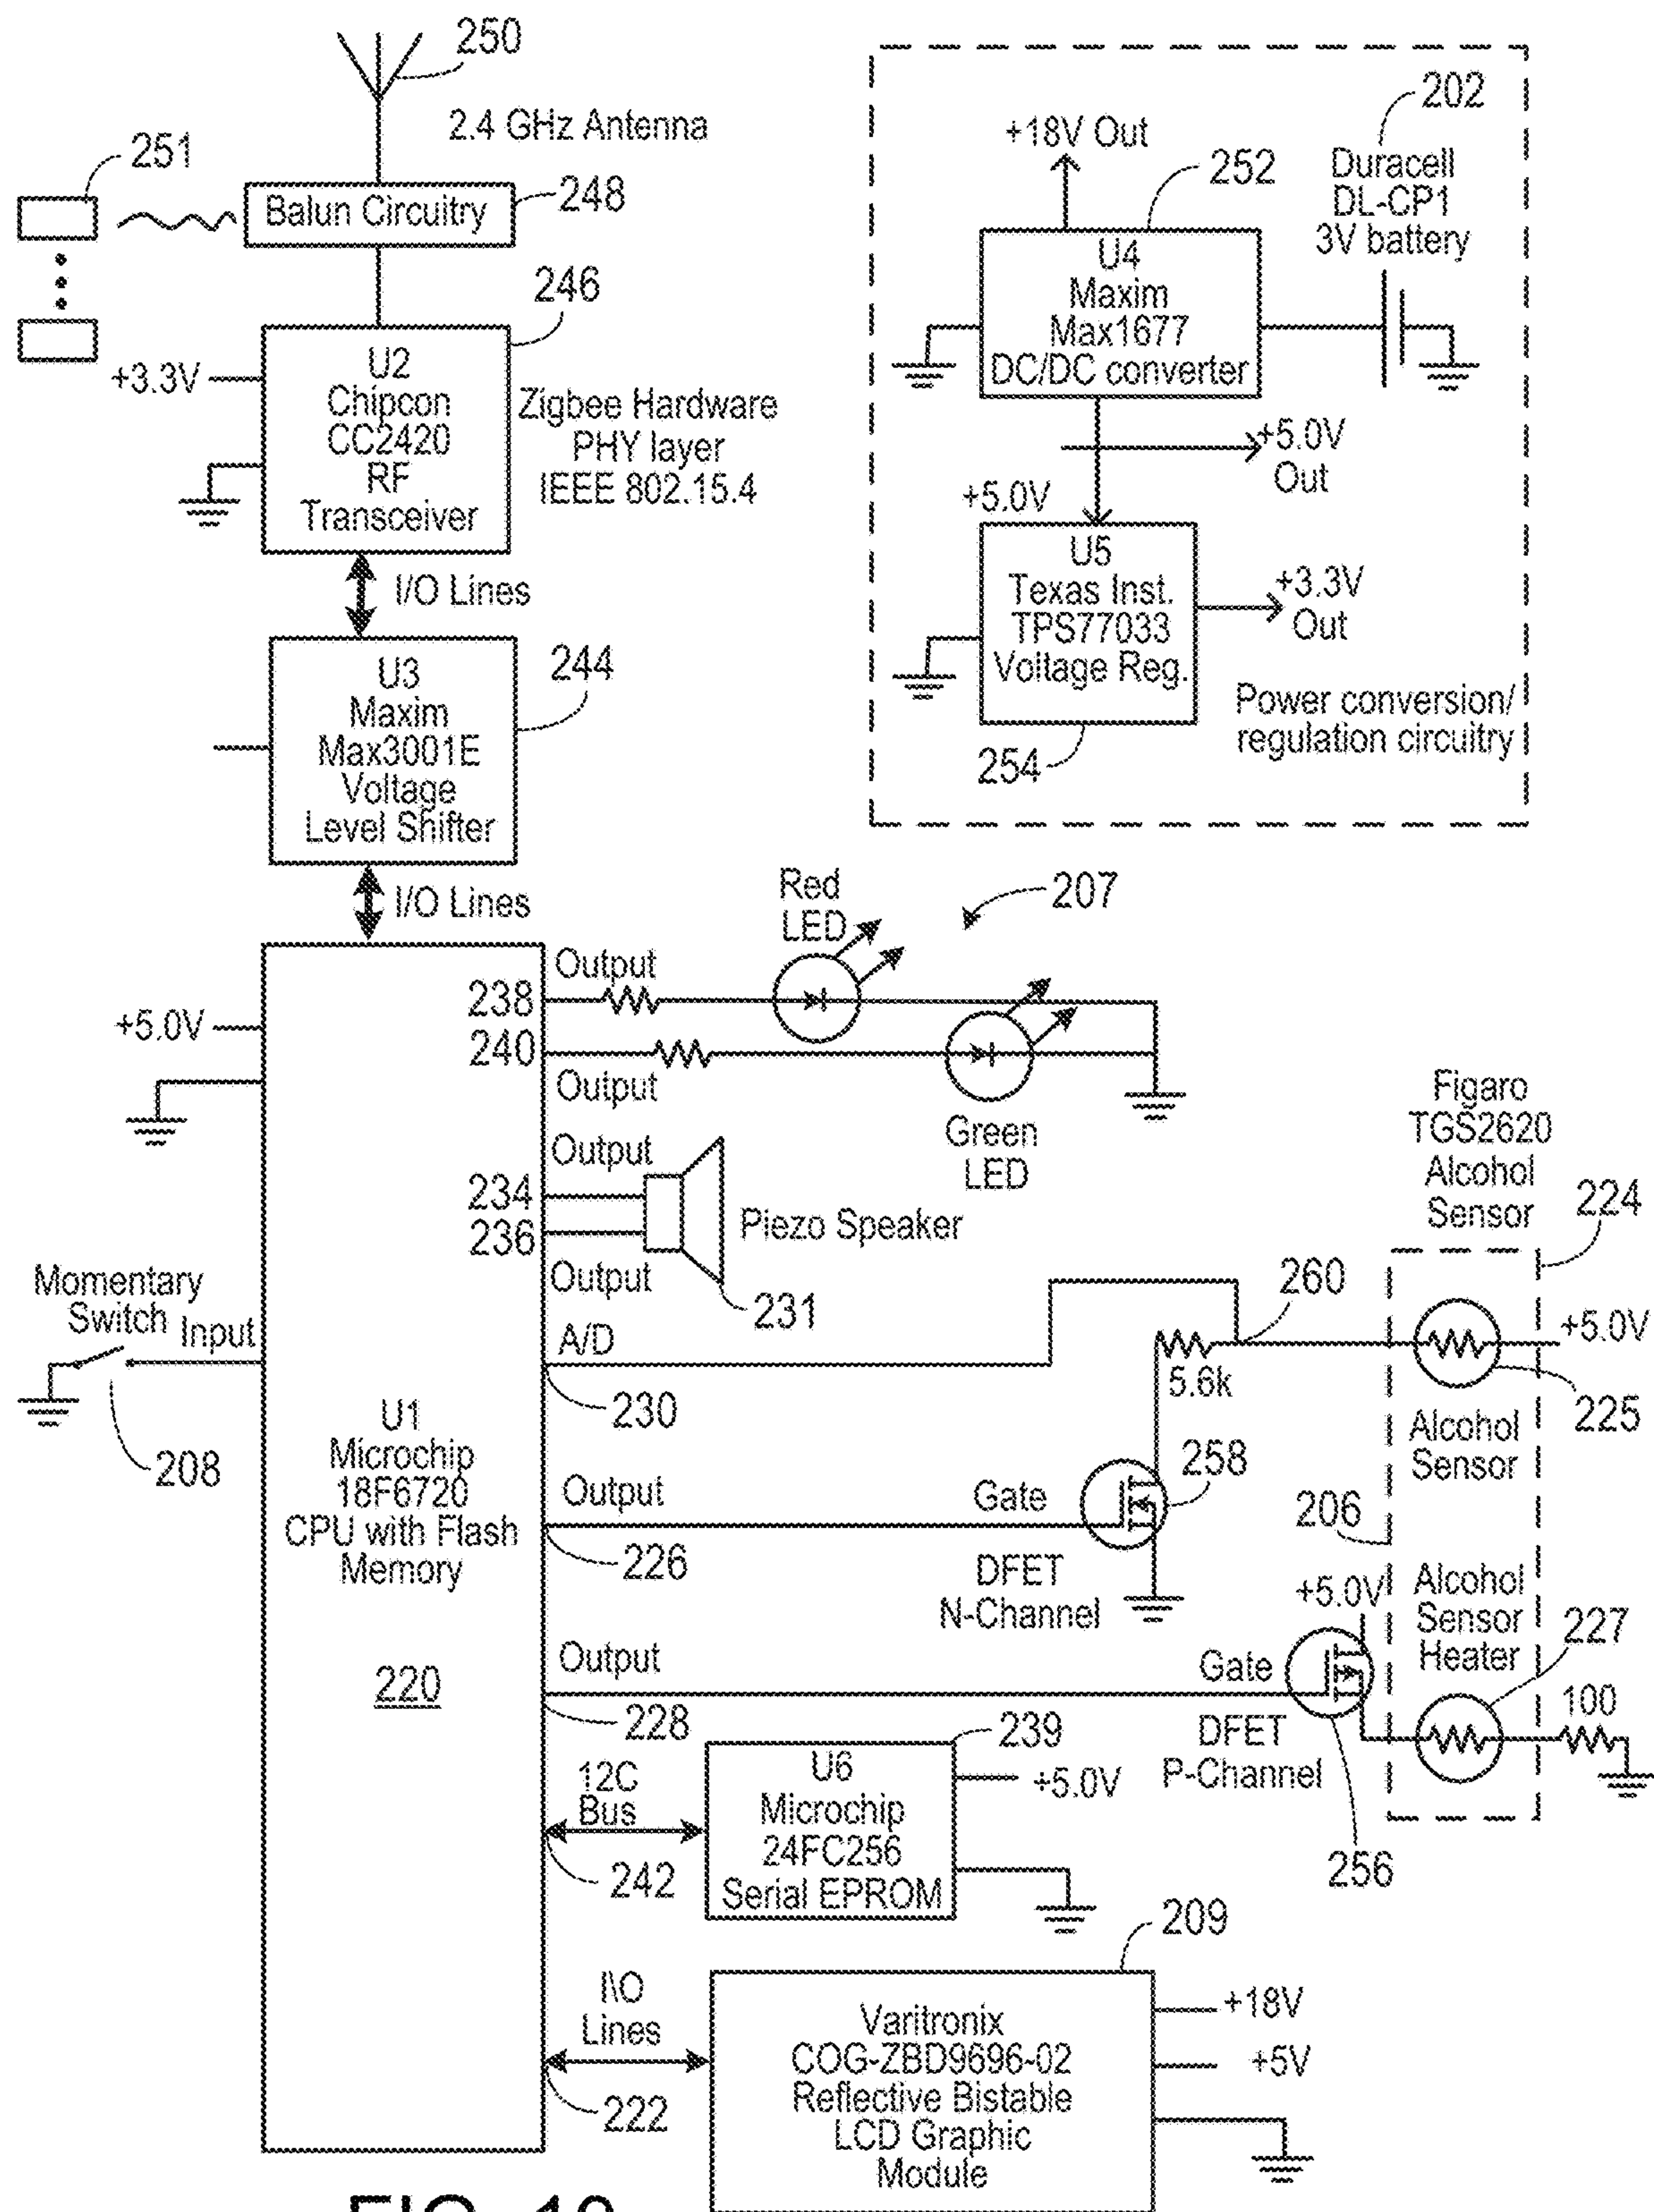 250
2.4 GHz Antenna
251
Balun Circuitry
248
246
+3.3V
U2
Chipcon
CC2420
RF
Transceiver
Zigbee Hardware
PHY layer
IEEE 802.15.4
I/O Lines
U3
Maxim
Max3001E
Voltage
Level Shifter
244
I/O Lines
202
+18V Out
252
Duracell
DL-CP1
3V battery
U4
Maxim
Max1677
DC/DC converter
+5.0V
Out
+5.0V
U5
Texas Inst.
TPS77033
Voltage Reg.
+3.3V
Out
254
Power conversion/
regulation circuitry
Red
LED
207
Output
238
+5.0V
240
Output
Green
LED
Output
234
236
Piezo Speaker
Output
231
Figaro
TGS2620
Alcohol
Sensor
224
Momentary
Switch
Input
208
A/D
230
260
5.6k
+5.0V
225
Alcohol
Sensor
U1
Microchip
18F6720
CPU with Flash
Memory
220
Output
226
Gate
258
DFET
N-Channel
206
+5.0V
Alcohol
Sensor
Heater
227
Output
228
Gate
DFET
P-Channel
100
256
12C
Bus
242
239
U6
Microchip
24FC256
Serial EPROM
+5.0V
209
I\O
Lines
222
Varitronix
COG-ZBD9696-02
Reflective Bistable
LCD Graphic
Module
+18V
+5V